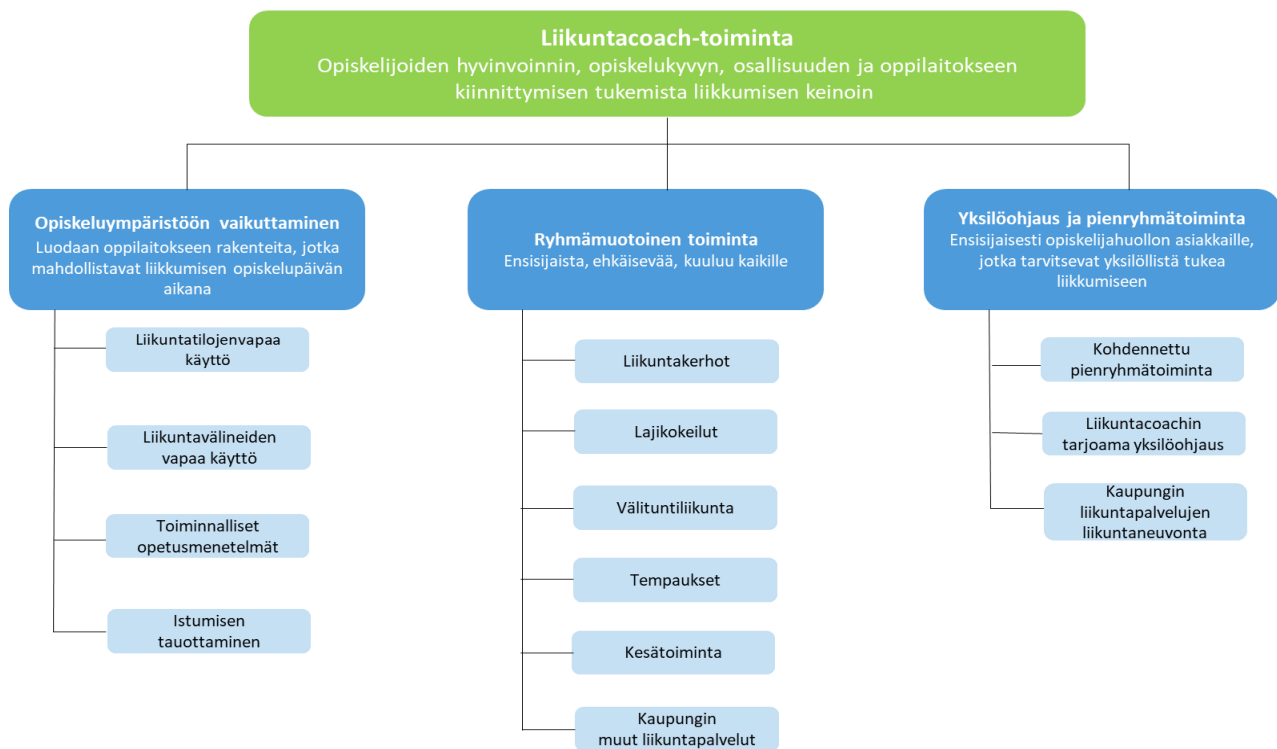 Liikuntacoach-toiminta
Opiskelijoiden hyvinvoinnin, opiskelukyvyn, osallisuuden ja oppilaitokseen
kiinnittymisen tukemista liikkumisen keinoin
Opiskeluympäristöön vaikuttaminen
Luodaan oppilaitokseen rakenteita, jotka
mahdollistavat liikkumisen opiskelupäivän
aikana
Liikuntatilojenvapaa
käyttö
Liikuntavälineiden
vapaa käyttö
Toiminnalliset
opetusmenetelmät
Istumisen
tauottaminen
Ryhmämuotoinen toiminta
Ensisijaista, ehkäisevää, kuuluu kaikille
Liikuntakerhot
Lajikokeilut
Välituntiliikunta
Tempaukset
Kesätoiminta
Kaupungin
muut liikuntapalvelut
Yksilöohjaus ja pienryhmätoiminta
Ensisijaisesti opiskelijahuollon asiakkaille,
jotka tarvitsevat yksilöllistä tukea
liikkumiseen
Kohdennettu
pienryhmätoiminta
Liikuntacoachin
tarjoama yksilöohjaus
Kaupungin
liikuntapalvelujen
liikuntaneuvonta